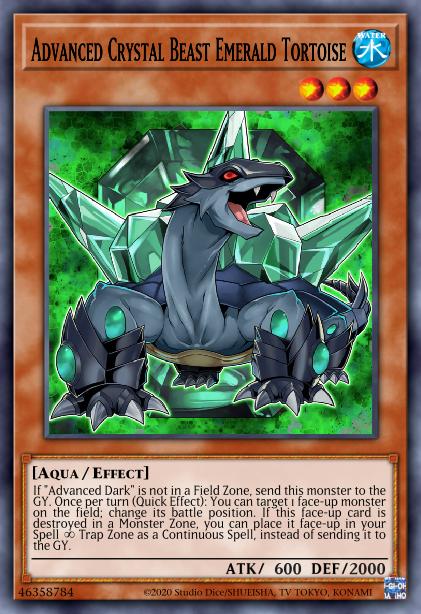 ADVANCED CRYSTAL BEAST EMERALD TORTOISE
WATER
水
[AQUA / EFFECT]
If "Advanced Dark" is not in a Field Zone, send this monster to the
GY. Once per turn (Quick Effect): You can target 1 face-up monster
on the field; change its battle position. If this face-up card is
destroyed in a Monster Zone, you can place it face-up in your
Spell ∞ Trap Zone as a Continuous Spell, instead of sending it to
the GY.
ATK/ 600 DEF/2000
46358784
©2020 Studio Dice/SHUEISHA, TV TOKYO, KONAMI